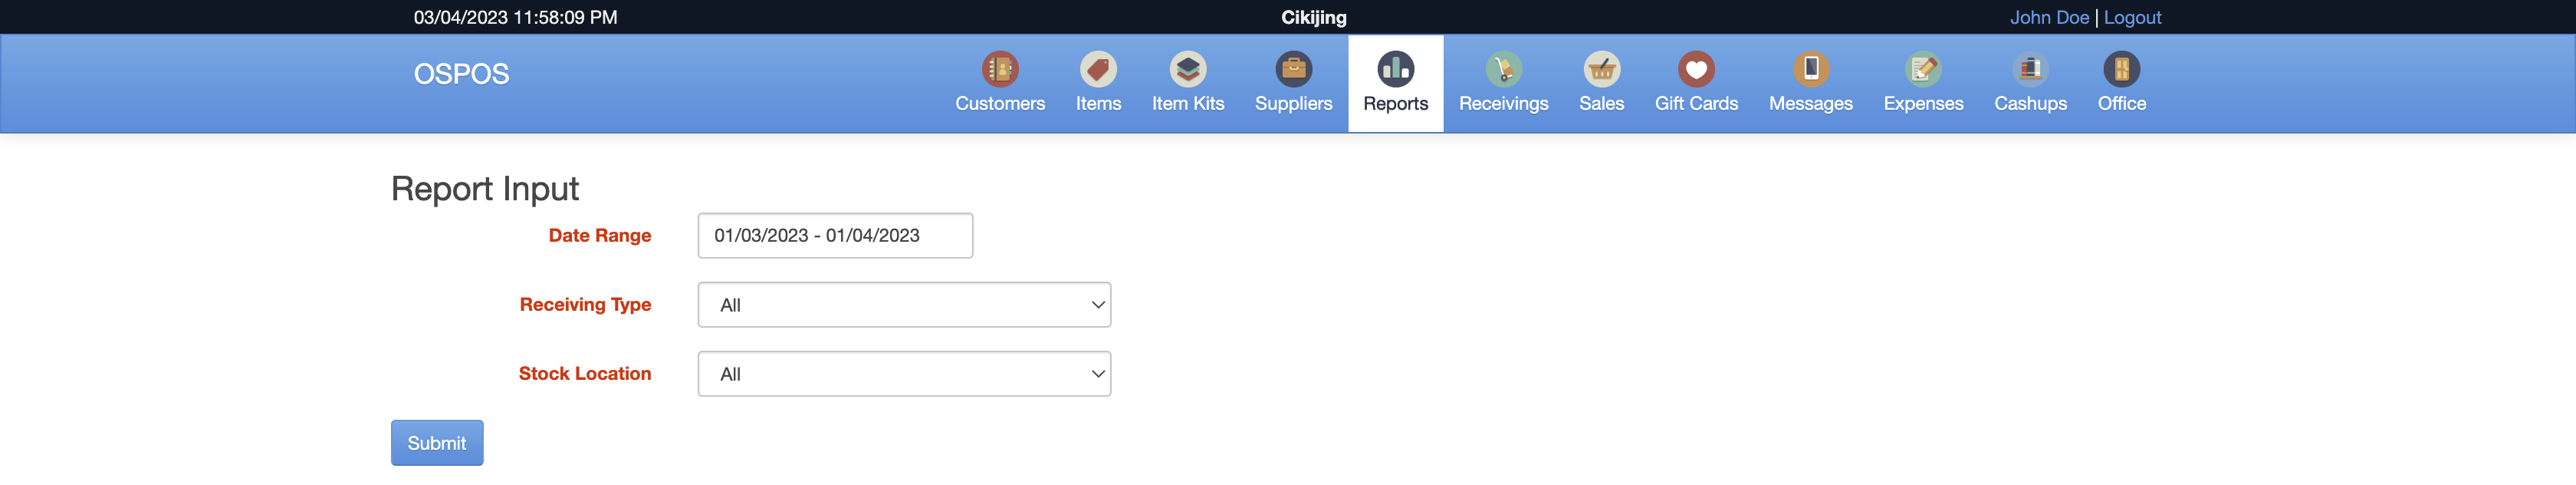 03/04/2023 11:58:09 PM
Cikijing
John Doe | Logout
OSPOS
Customers
Items
Item Kits
Suppliers
Reports
Receivings
Sales
Gift Cards
Messages
Expenses
Cashups
Office
Report Input
Date Range
01/03/2023 - 01/04/2023
Receiving Type
All
Stock Location
All
Submit